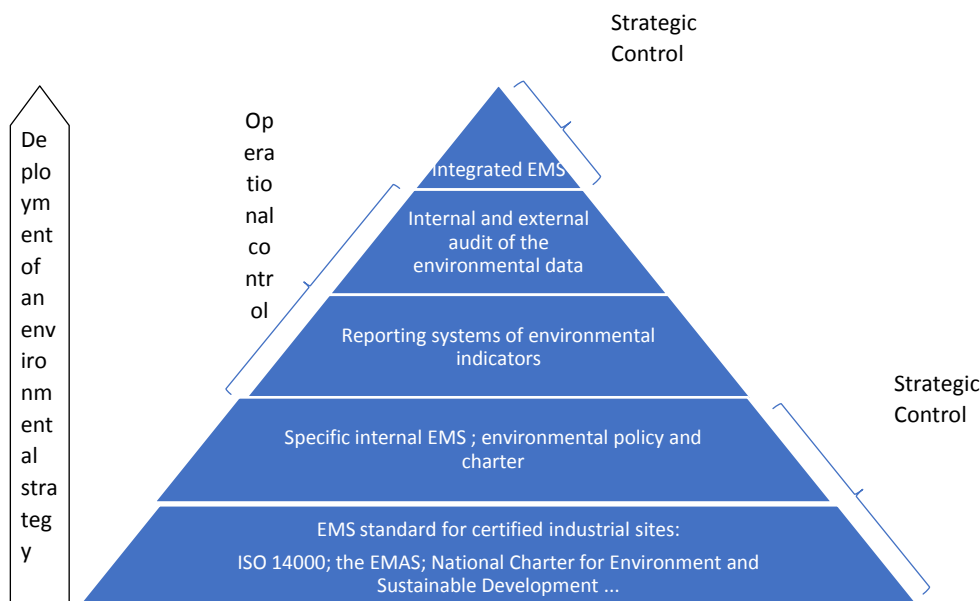 Strategic
Control
Op
era
tio
nal
co
ntr
ol
De
plo
ym
ent
of
an
env
iro
nm
ent
al
stra
teg
y
Integrated EMS
Internal and external
audit of the
environmental data
Reporting systems of environmental
indicators
Strategic
Control
Specific internal EMS ; environmental policy and
charter
EMS standard for certified industrial sites:
ISO 14000; the EMAS; National Charter for Environment and
Sustainable Development ...